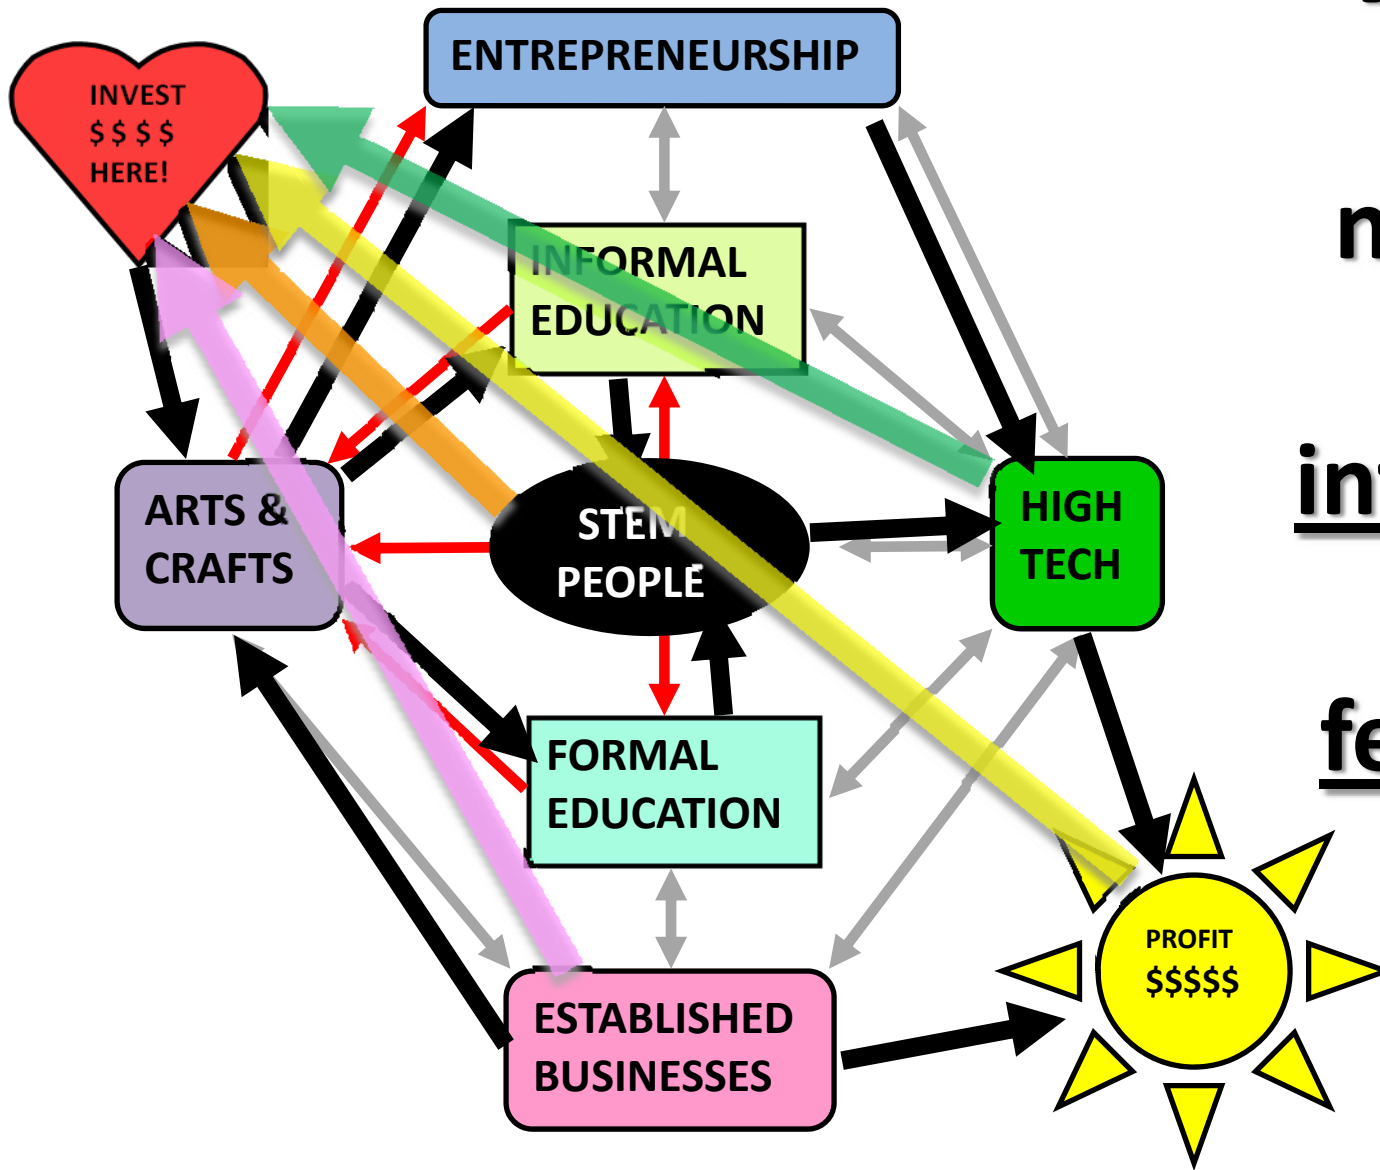 ENTREPRENEURSHIP
INVEST
$ $ $ $
HERE!
INFORMAL
EDUCATION
ARTS &
CRAFTS
STEM
PEOPLE
HIGH
TECH
FORMAL
EDUCATION
PROFIT
$$$$$
ESTABLISHED
BUSINESSES